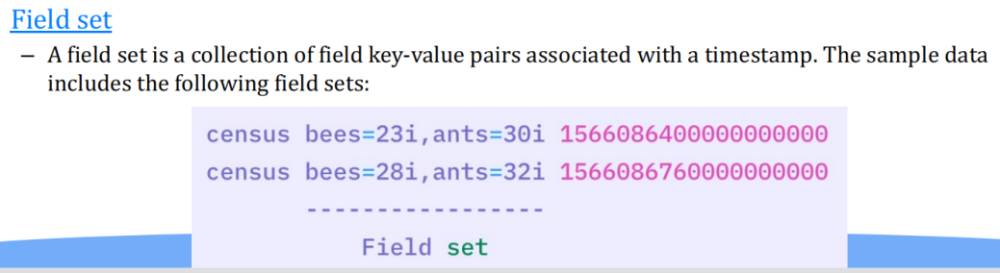 Field set
– A field set is a collection of field key-value pairs associated with a timestamp. The sample data
includes the following field sets:
census bees=23i,ants=30i 1566086400000000000
census bees=28i,ants=32i 1566086760000000000
-----------------
Field set